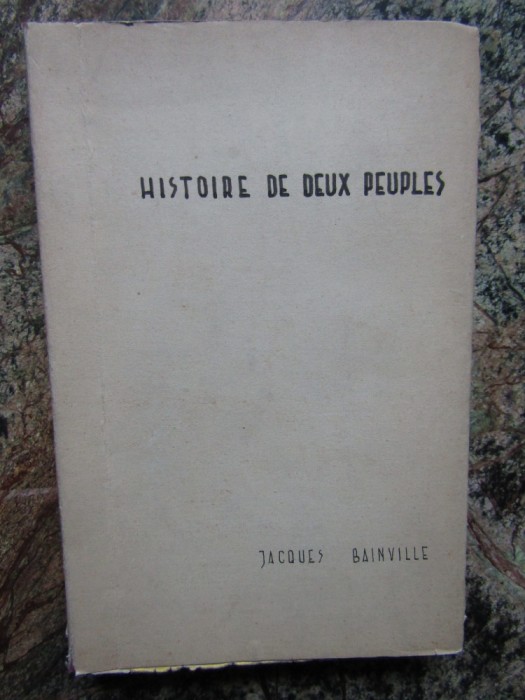 HISTOIRE DE DEUX PEUPLES
JACQUES BAINVILLE